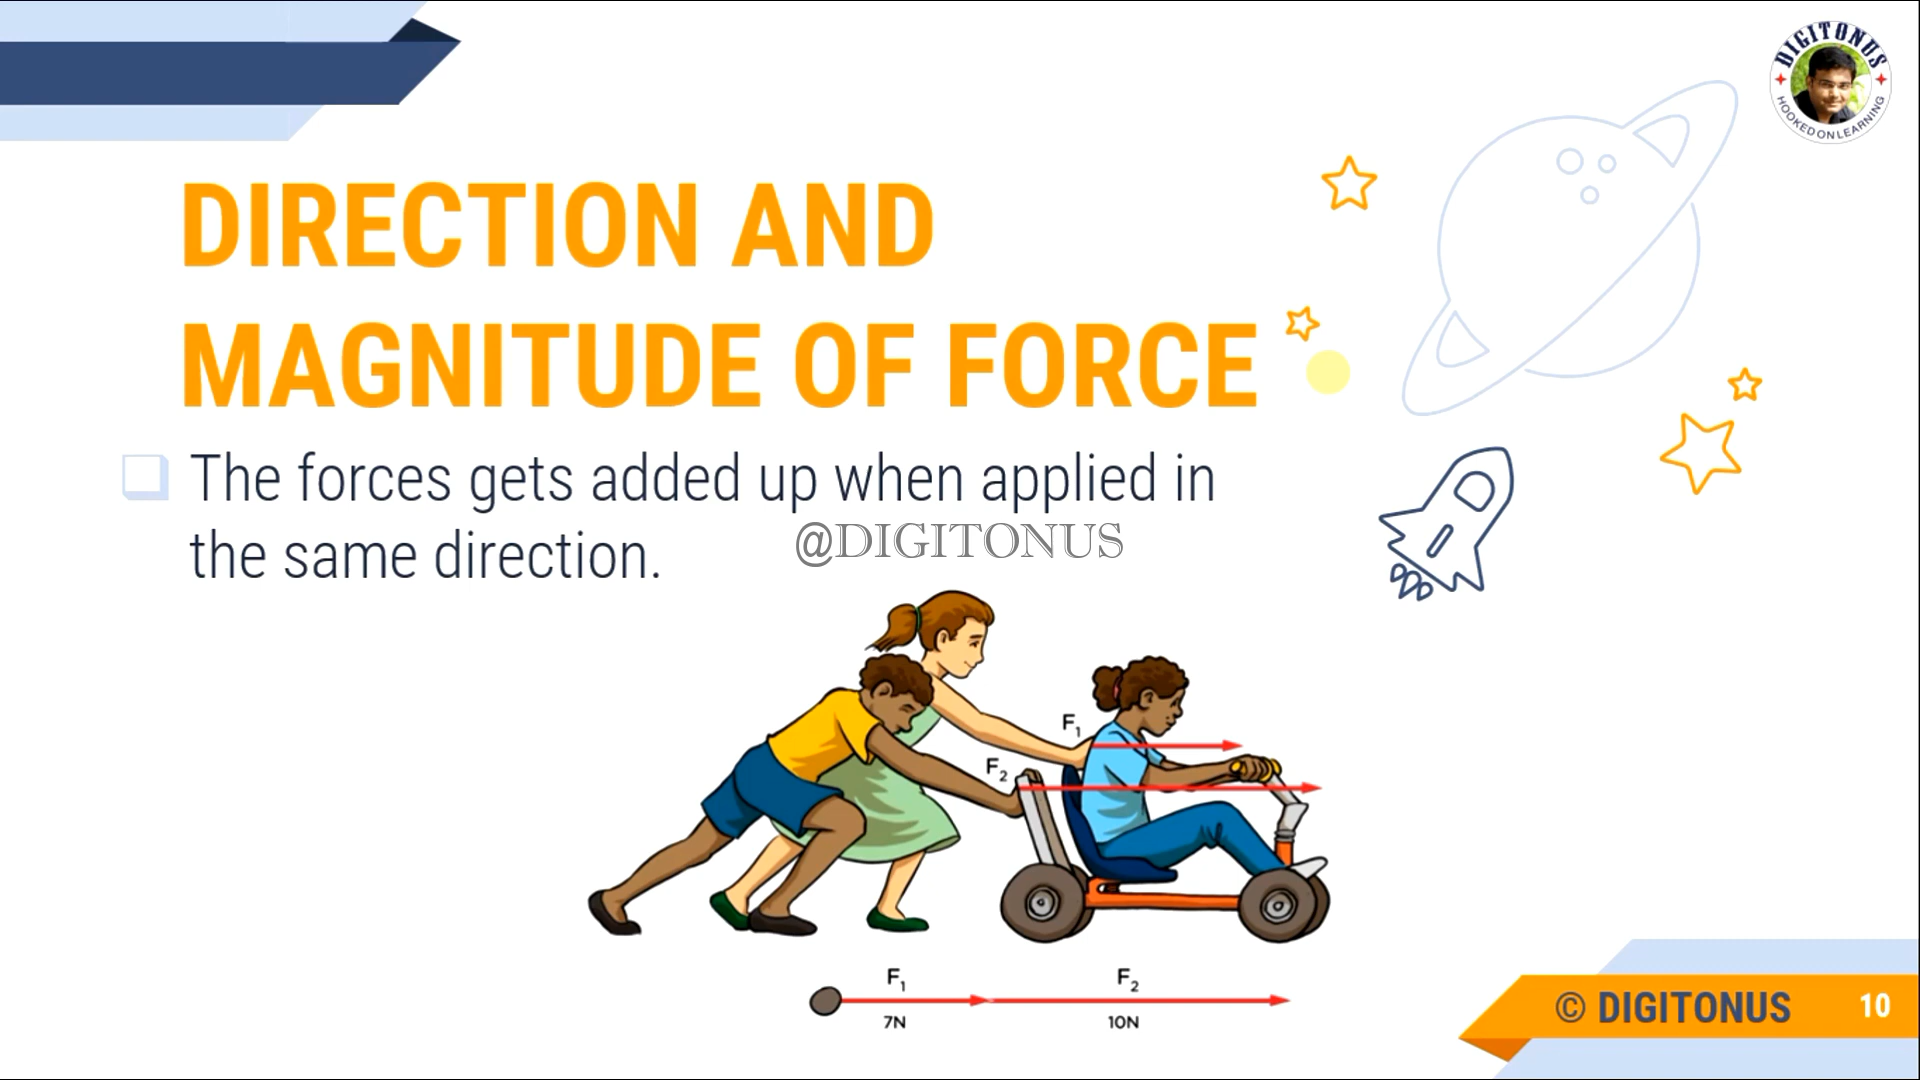 DIGITONUS
HOOKED ON LEARNING
DIRECTION AND
MAGNITUDE OF FORCE
The forces gets added up when applied in
the same direction.
@DIGITONUS
F₁
F₂
F₁ F₂
7N 10N
© DIGITONUS 10